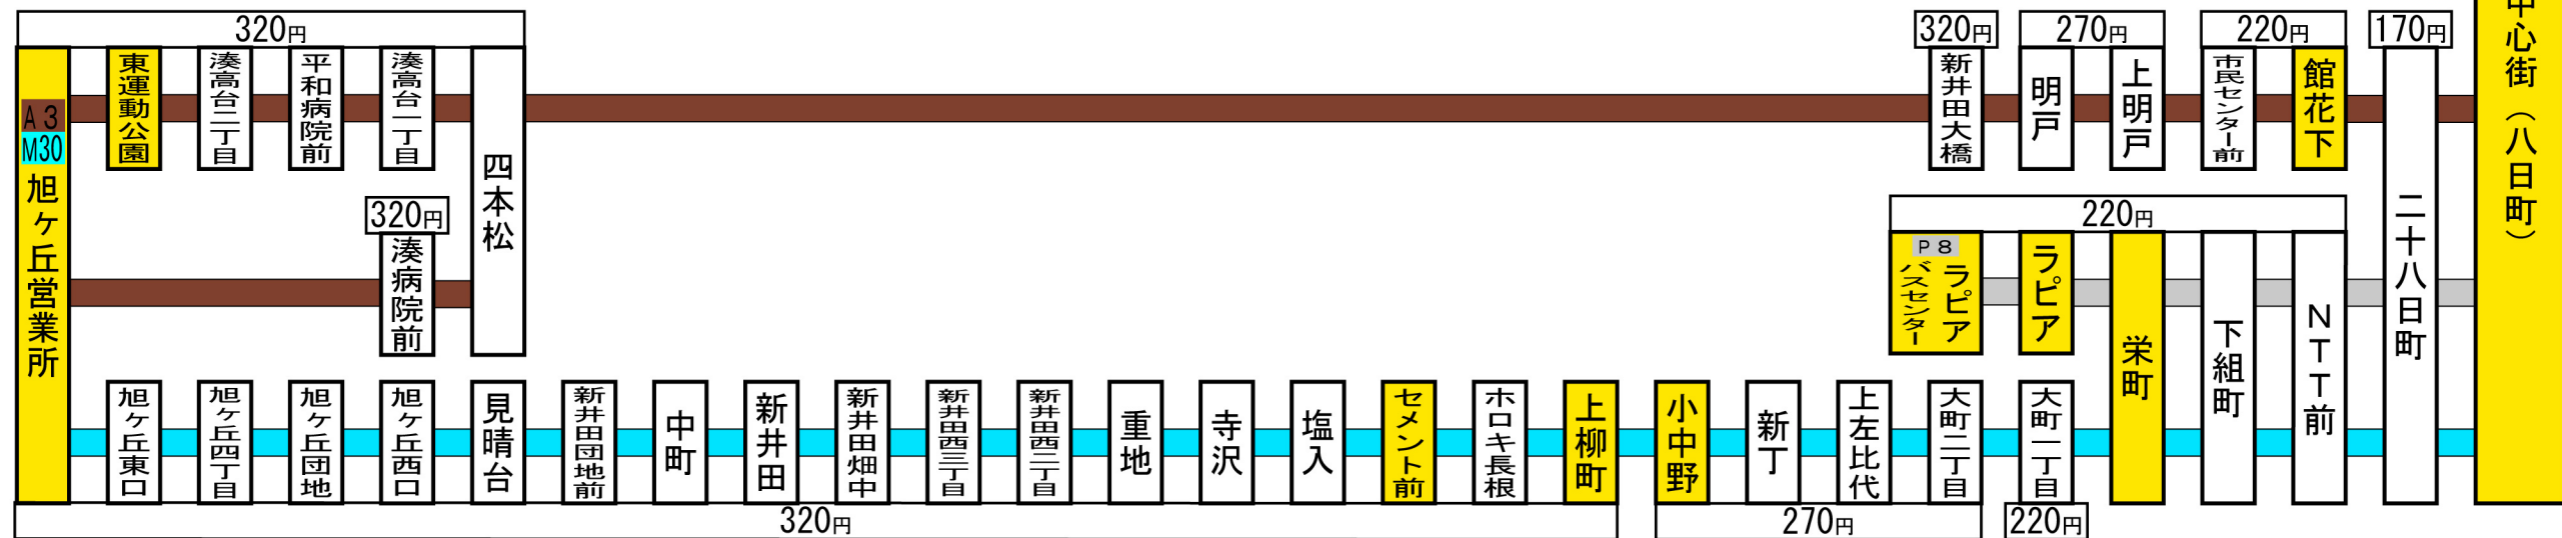 320円
320円
270円
220円
170円
中心街（八日町）
A3
M30
旭ヶ丘営業所
東運動公園
湊高台二丁目
平和病院前
湊高台一丁目
四本松
新井田大橋
明戸
上明戸
市民センター前
館花下
二十八日町
320円
湊病院前
220円
P8
ラピア
バスセンター
ラピア
栄町
下組町
NTT前
旭ヶ丘東口
旭ヶ丘四丁目
旭ヶ丘団地
旭ヶ丘西口
見晴台
新井田団地前
中町
新井田
新井田畑中
新井田西三丁目
新井田西二丁目
重地
寺沢
塩入
セメント前
ホロキ長根
上柳町
小中野
新丁
上左比代
大町二丁目
大町一丁目
320円
270円
220円